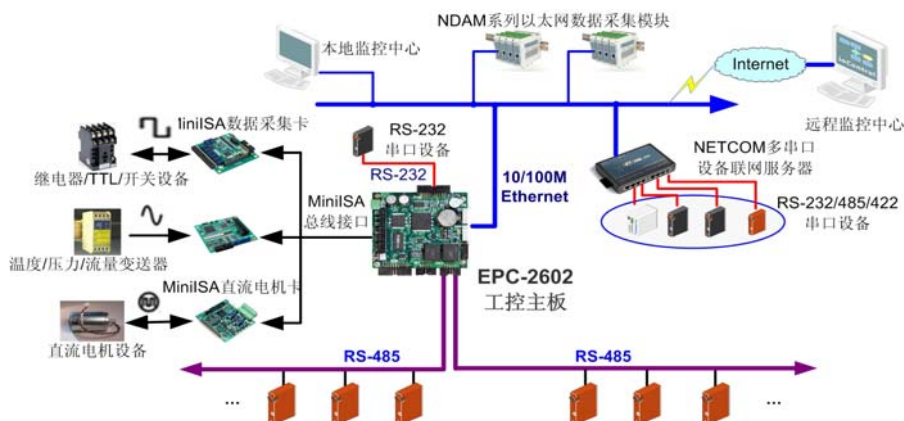 NDAM系列以太网数据采集模块
本地监控中心
Internet
远程监控中心
MiniISA数据采集卡
RS-232
串口设备
RS-232
10/100M
Ethernet
NETCOM多串口
设备联网服务器
继电器/TTL/开关设备
MiniISA
总线接口
RS-232/485/422
串口设备
温度/压力/流量变送器
EPC-2602
工控主板
MiniISA直流电机卡
直流电机设备
RS-485
RS-485
...
...